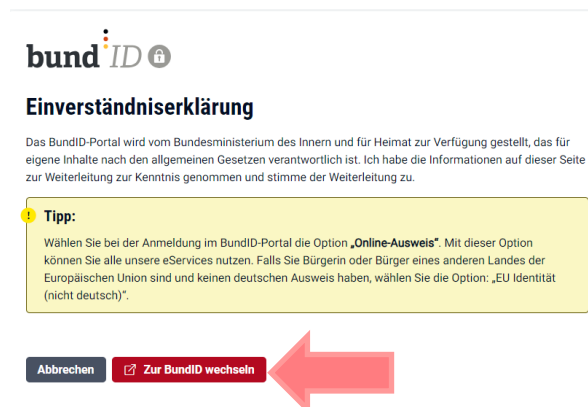 bund ID
Einverständniserklärung
Das BundID-Portal wird vom Bundesministerium des Innern und für Heimat zur Verfügung gestellt, das für
eigene Inhalte nach den allgemeinen Gesetzen verantwortlich ist. Ich habe die Informationen auf dieser Seite
zur Weiterleitung zur Kenntnis genommen und stimme der Weiterleitung zu.
! Tipp:
Wählen Sie bei der Anmeldung im BundID-Portal die Option „Online-Ausweis“. Mit dieser Option
können Sie alle unsere eServices nutzen. Falls Sie Bürgerin oder Bürger eines anderen Landes der
Europäischen Union sind und keinen deutschen Ausweis haben, wählen Sie die Option: „EU Identität
(nicht deutsch)“.
Abbrechen Zur BundID wechseln